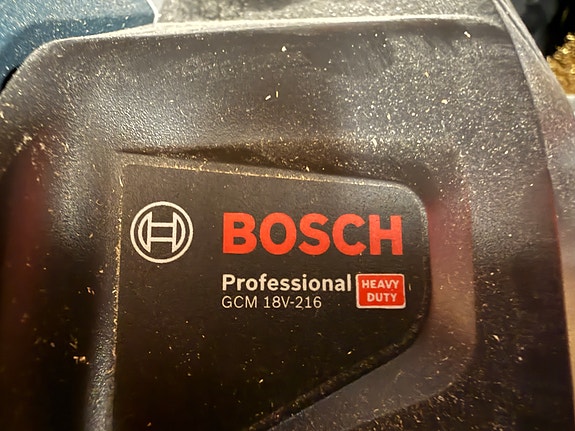 BOSCH
Professional HEAVY DUTY
GCM 18V-216